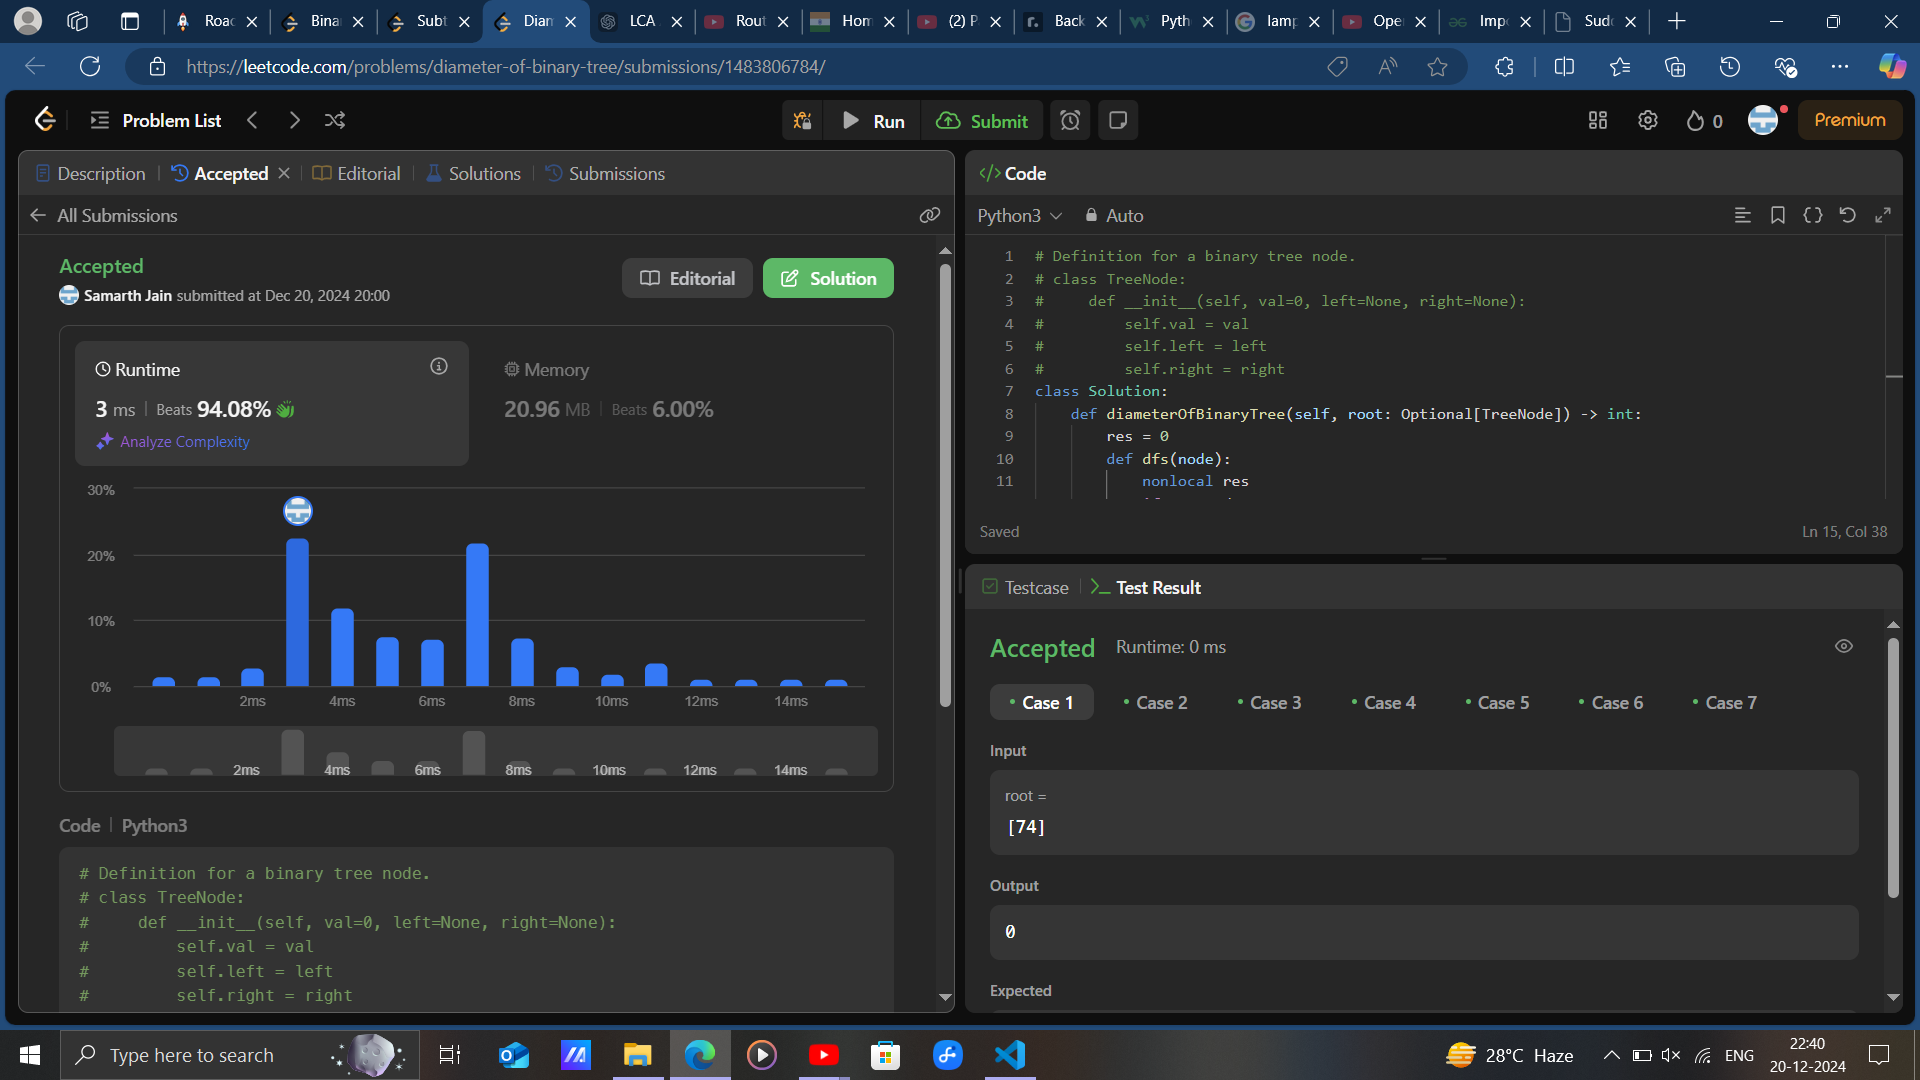 Roac
Bina
Subt
Dian
LCA
Rout
Hom
(2) P
Back
Pyth
lamp
Ope
Imp
Sud
https://leetcode.com/problems/diameter-of-binary-tree/submissions/1483806784/
Problem List
Run
Submit
0
Premium
Description
Accepted
Editorial
Solutions
Submissions
All Submissions
Accepted
Samarth Jain submitted at Dec 20, 2024 20:00
Editorial
Solution
Runtime
3 ms | Beats 94.08%
Analyze Complexity
Memory
20.96 MB | Beats 6.00%
30%
20%
10%
0%
2ms 4ms 6ms 8ms 10ms 12ms 14ms
2ms 4ms 6ms 8ms 10ms 12ms 14ms
Code | Python3
# Definition for a binary tree node.
# class TreeNode:
#     def __init__(self, val=0, left=None, right=None):
#         self.val = val
#         self.left = left
#         self.right = right
</> Code
Python3
Auto
1 # Definition for a binary tree node.
2 # class TreeNode:
3 #     def __init__(self, val=0, left=None, right=None):
4 #         self.val = val
5 #         self.left = left
6 #         self.right = right
7 class Solution:
8     def diameterOfBinaryTree(self, root: Optional[TreeNode]) -> int:
9         res = 0
10         def dfs(node):
11             nonlocal res
Saved
Ln 15, Col 38
Testcase
Test Result
Accepted
Runtime: 0 ms
Case 1
Case 2
Case 3
Case 4
Case 5
Case 6
Case 7
Input
root =
[74]
Output
0
Expected
Type here to search
28°C Haze
ENG
22:40
20-12-2024